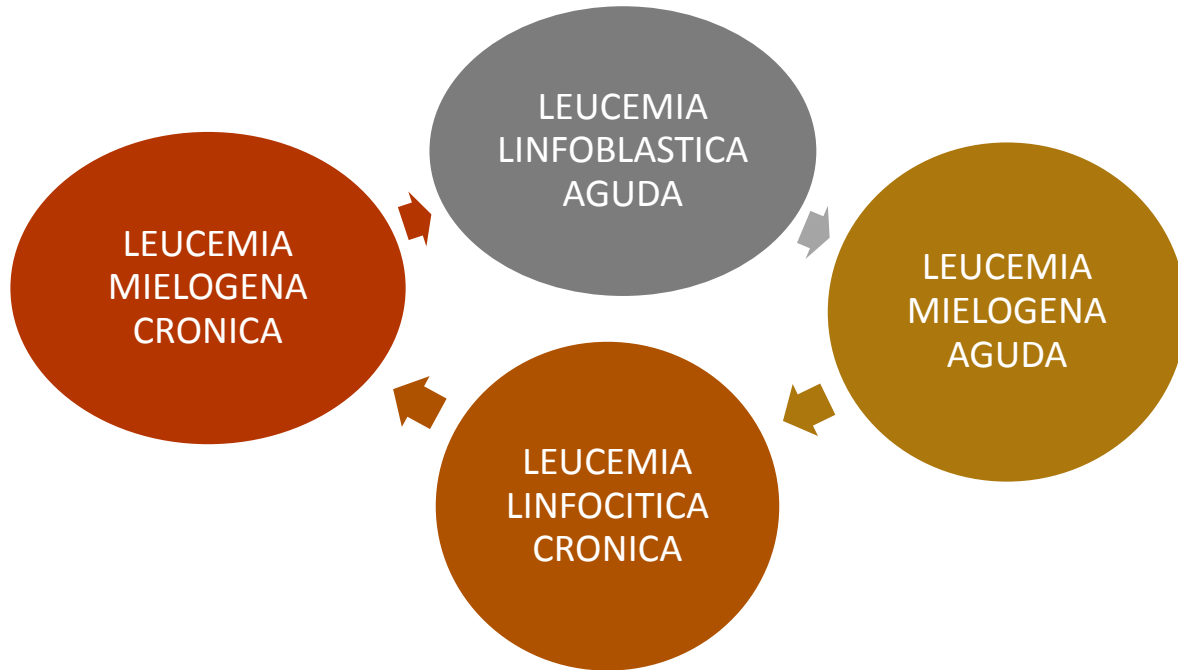 LEUCEMIA
LINFOBLASTICA
AGUDA
LEUCEMIA
MIELOGENA
AGUDA
LEUCEMIA
LINFOCITICA
CRONICA
LEUCEMIA
MIELOGENA
CRONICA